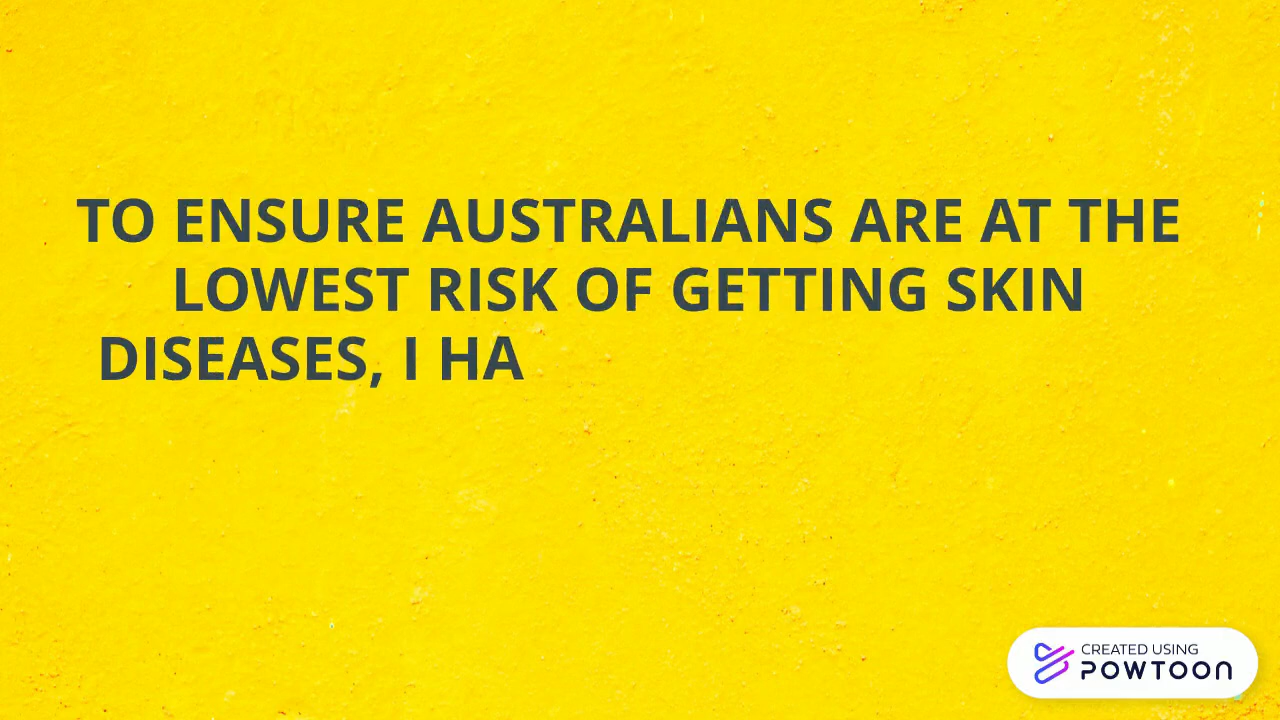 TO ENSURE AUSTRALIANS ARE AT THE
LOWEST RISK OF GETTING SKIN
DISEASES, I HA
CREATED USING
POWTOON